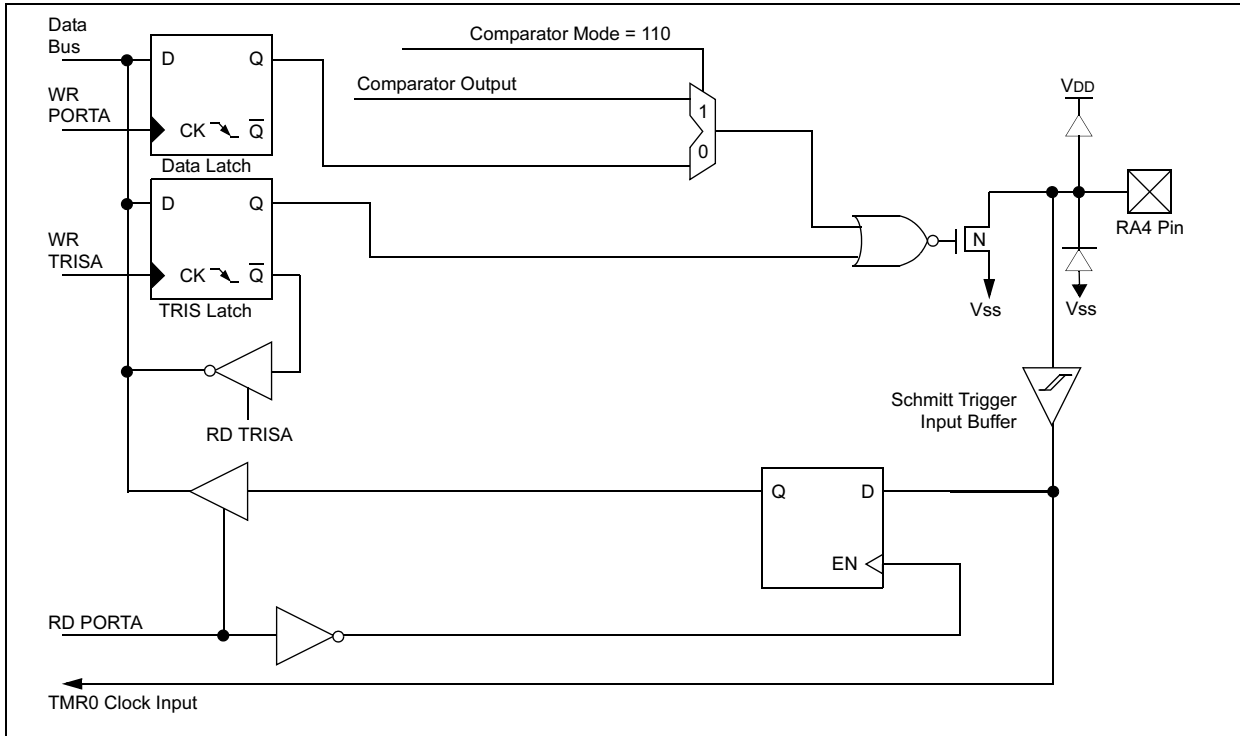 Data
Bus
D
Q
WR
PORTA
CK
Q̅
Data Latch
Comparator Mode = 110
Comparator Output
1
0
VDD
RA4 Pin
D
Q
WR
TRISA
CK
Q̅
TRIS Latch
N
Vss
Vss
RD TRISA
Schmitt Trigger
Input Buffer
Q
D
EN
RD PORTA
TMR0 Clock Input